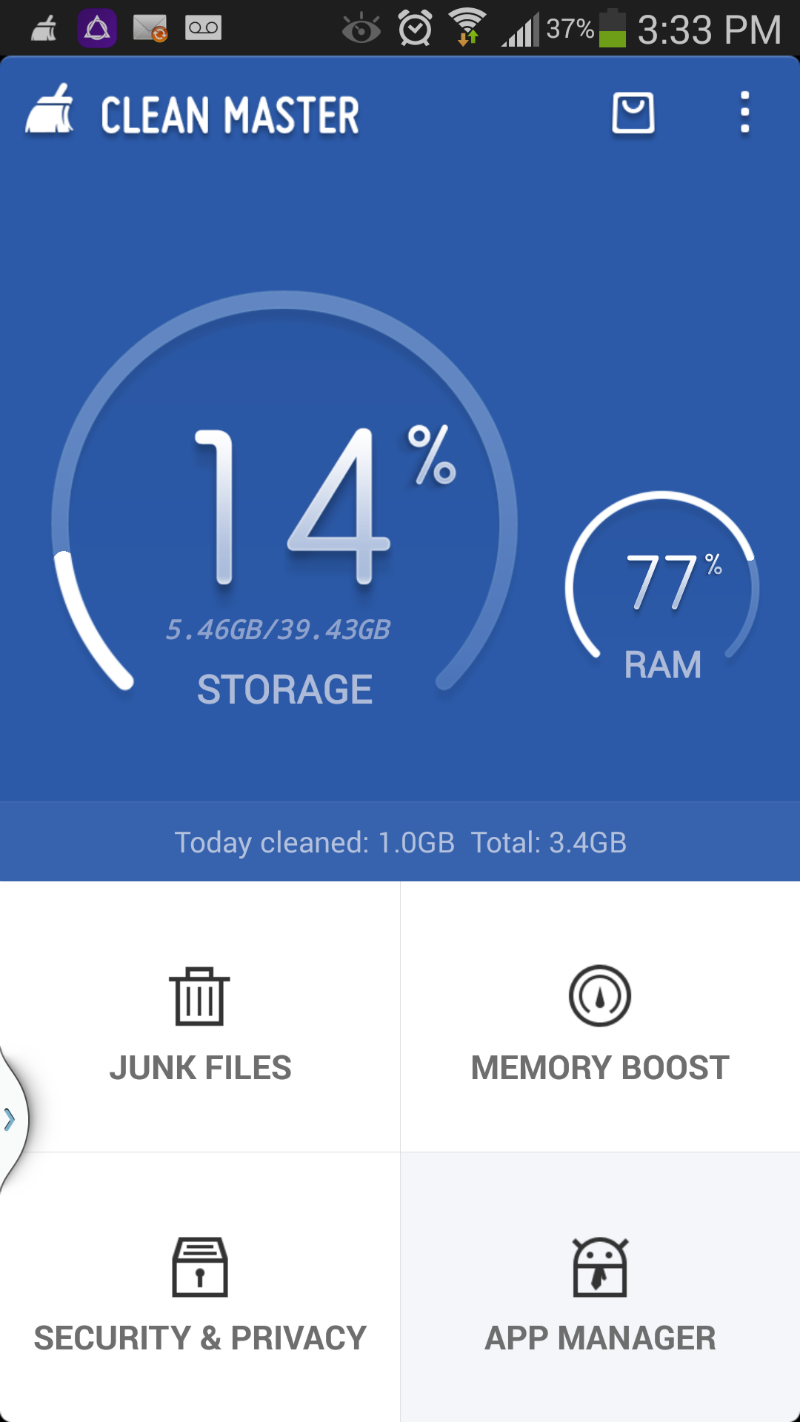 37% 3:33 PM
CLEAN MASTER
14%
5.46GB/39.43GB
STORAGE
77%
RAM
Today cleaned: 1.0GB Total: 3.4GB
JUNK FILES
MEMORY BOOST
SECURITY & PRIVACY
APP MANAGER